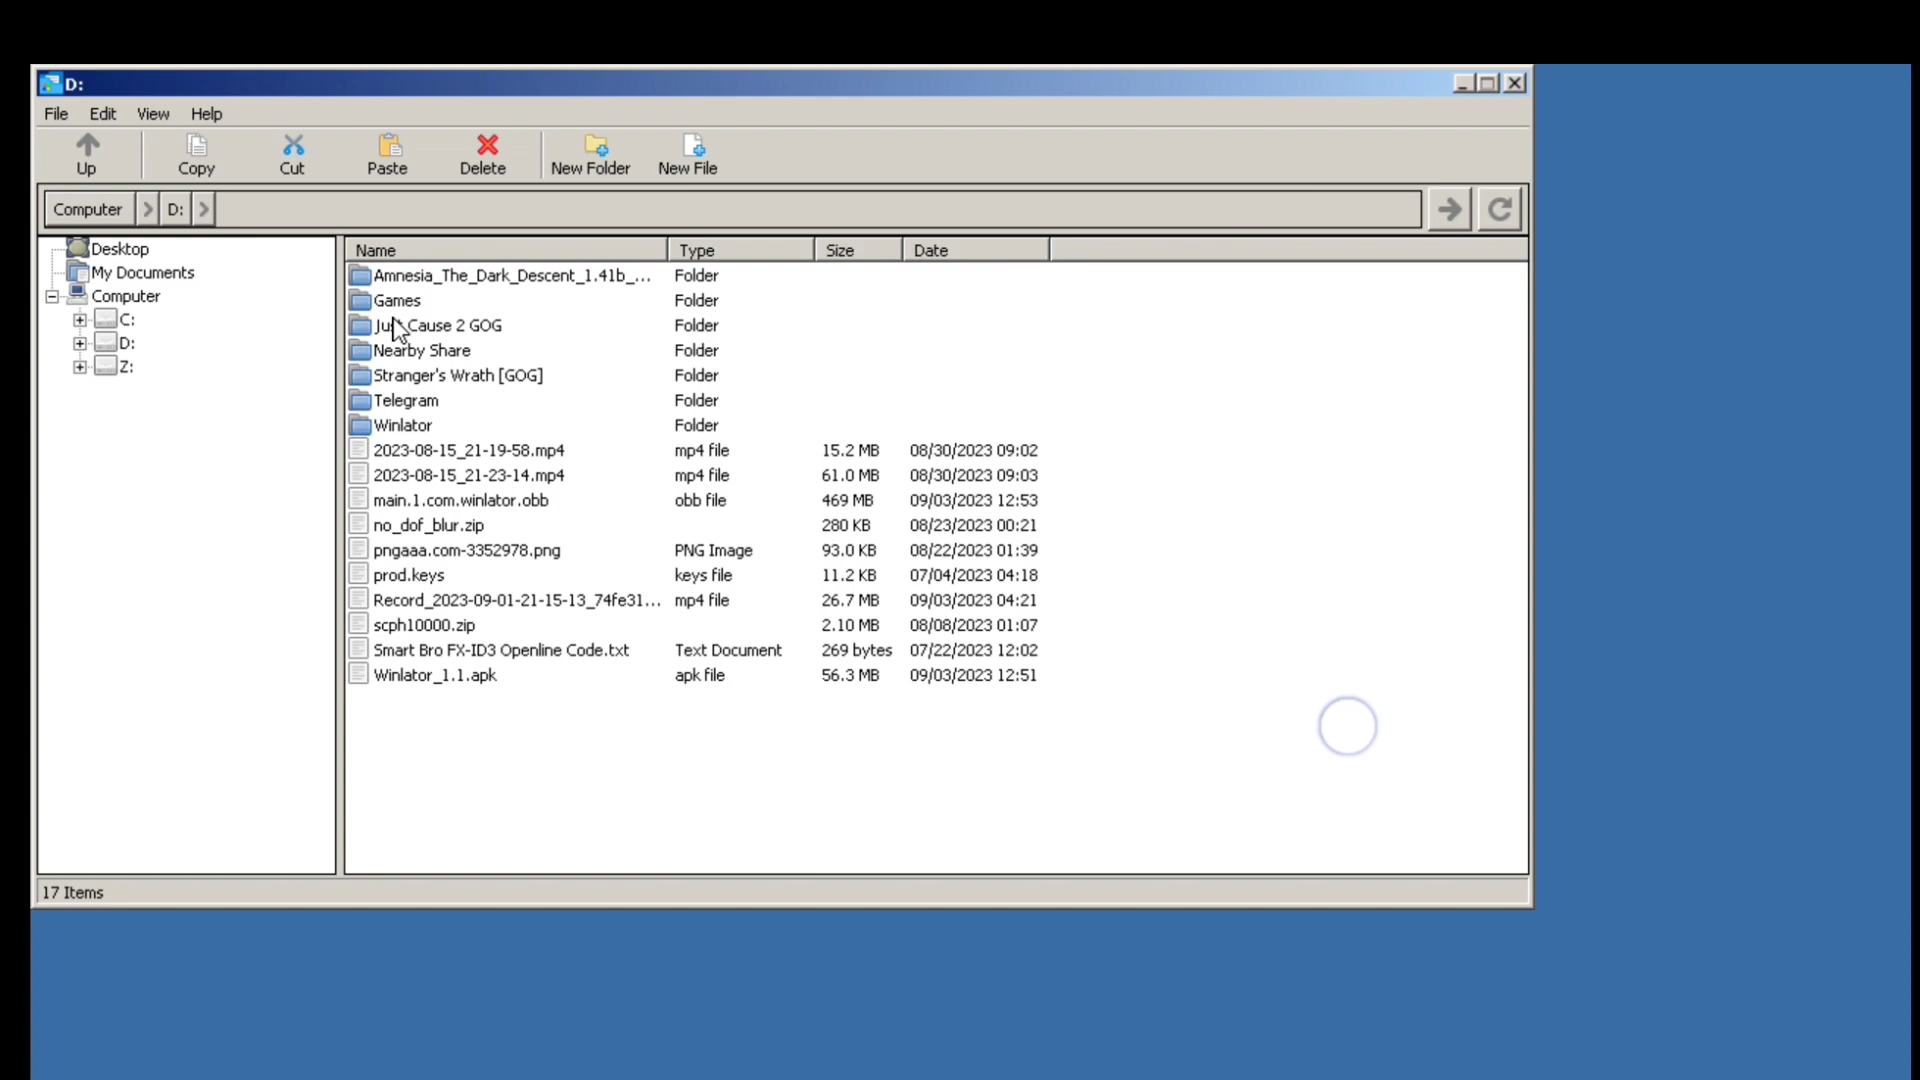 D:
File Edit View Help
Up Copy Cut Paste Delete New Folder New File
Computer D:
Desktop
My Documents
Computer
C:
D:
Z:
Name Type Size Date
Amnesia_The_Dark_Descent_1.41b_... Folder
Games Folder
Just Cause 2 GOG Folder
Nearby Share Folder
Stranger's Wrath [GOG] Folder
Telegram Folder
Winlator Folder
2023-08-15_21-19-58.mp4 mp4 file 15.2 MB 08/30/2023 09:02
2023-08-15_21-23-14.mp4 mp4 file 61.0 MB 08/30/2023 09:03
main.1.com.winlator.obb obb file 469 MB 09/03/2023 12:53
no_dof_blur.zip 280 KB 08/23/2023 00:21
pngaaa.com-3352978.png PNG Image 93.0 KB 08/22/2023 01:39
prod.keys keys file 11.2 KB 07/04/2023 04:18
Record_2023-09-01-21-15-13_74fe31... mp4 file 26.7 MB 09/03/2023 04:21
scph10000.zip 2.10 MB 08/08/2023 01:07
Smart Bro FX-ID3 Openline Code.txt Text Document 269 bytes 07/22/2023 12:02
Winlator_1.1.apk apk file 56.3 MB 09/03/2023 12:51
17 Items